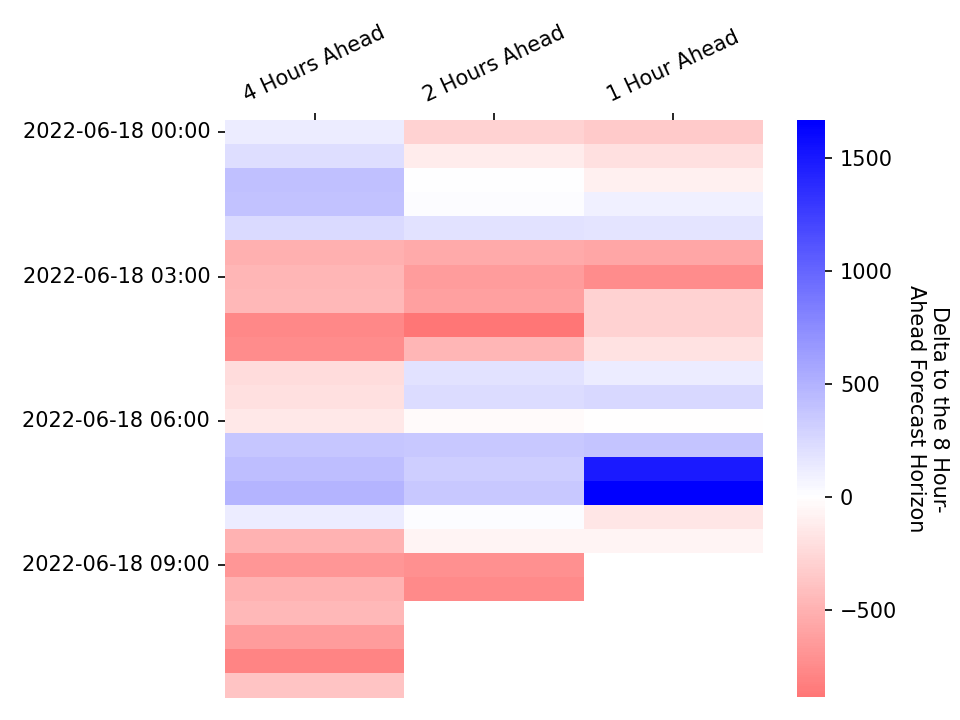 4 Hours Ahead
2 Hours Ahead
1 Hour Ahead
2022-06-18 00:00
2022-06-18 03:00
2022-06-18 06:00
2022-06-18 09:00
1500
1000
500
0
−500
Delta to the 8 Hour-
Ahead Forecast Horizon